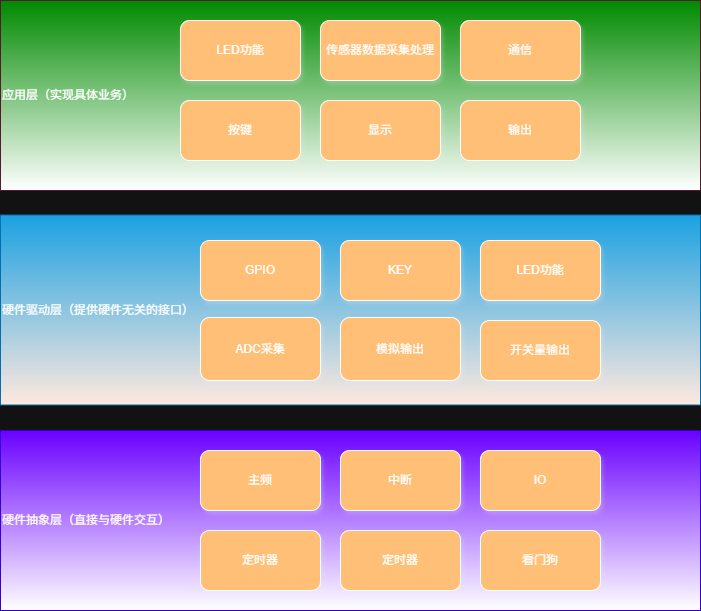 LED功能
传感器数据采集处理
通信
应用层（实现具体业务）
按键
显示
输出
GPIO
KEY
LED功能
硬件驱动层（提供硬件无关的接口）
ADC采集
模拟输出
开关量输出
主频
中断
IO
硬件抽象层（直接与硬件交互）
定时器
定时器
看门狗